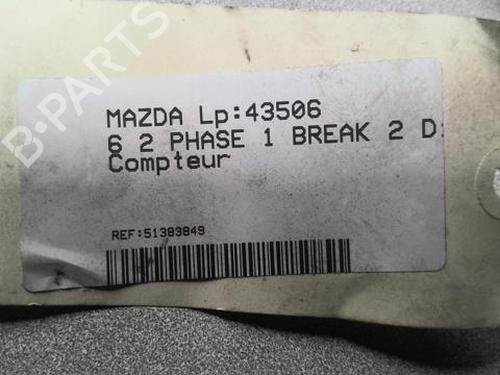 B-PARTS
MAZDA Lp:43506
6 2 PHASE 1 BREAK 2 D
Compteur
REF:51383849